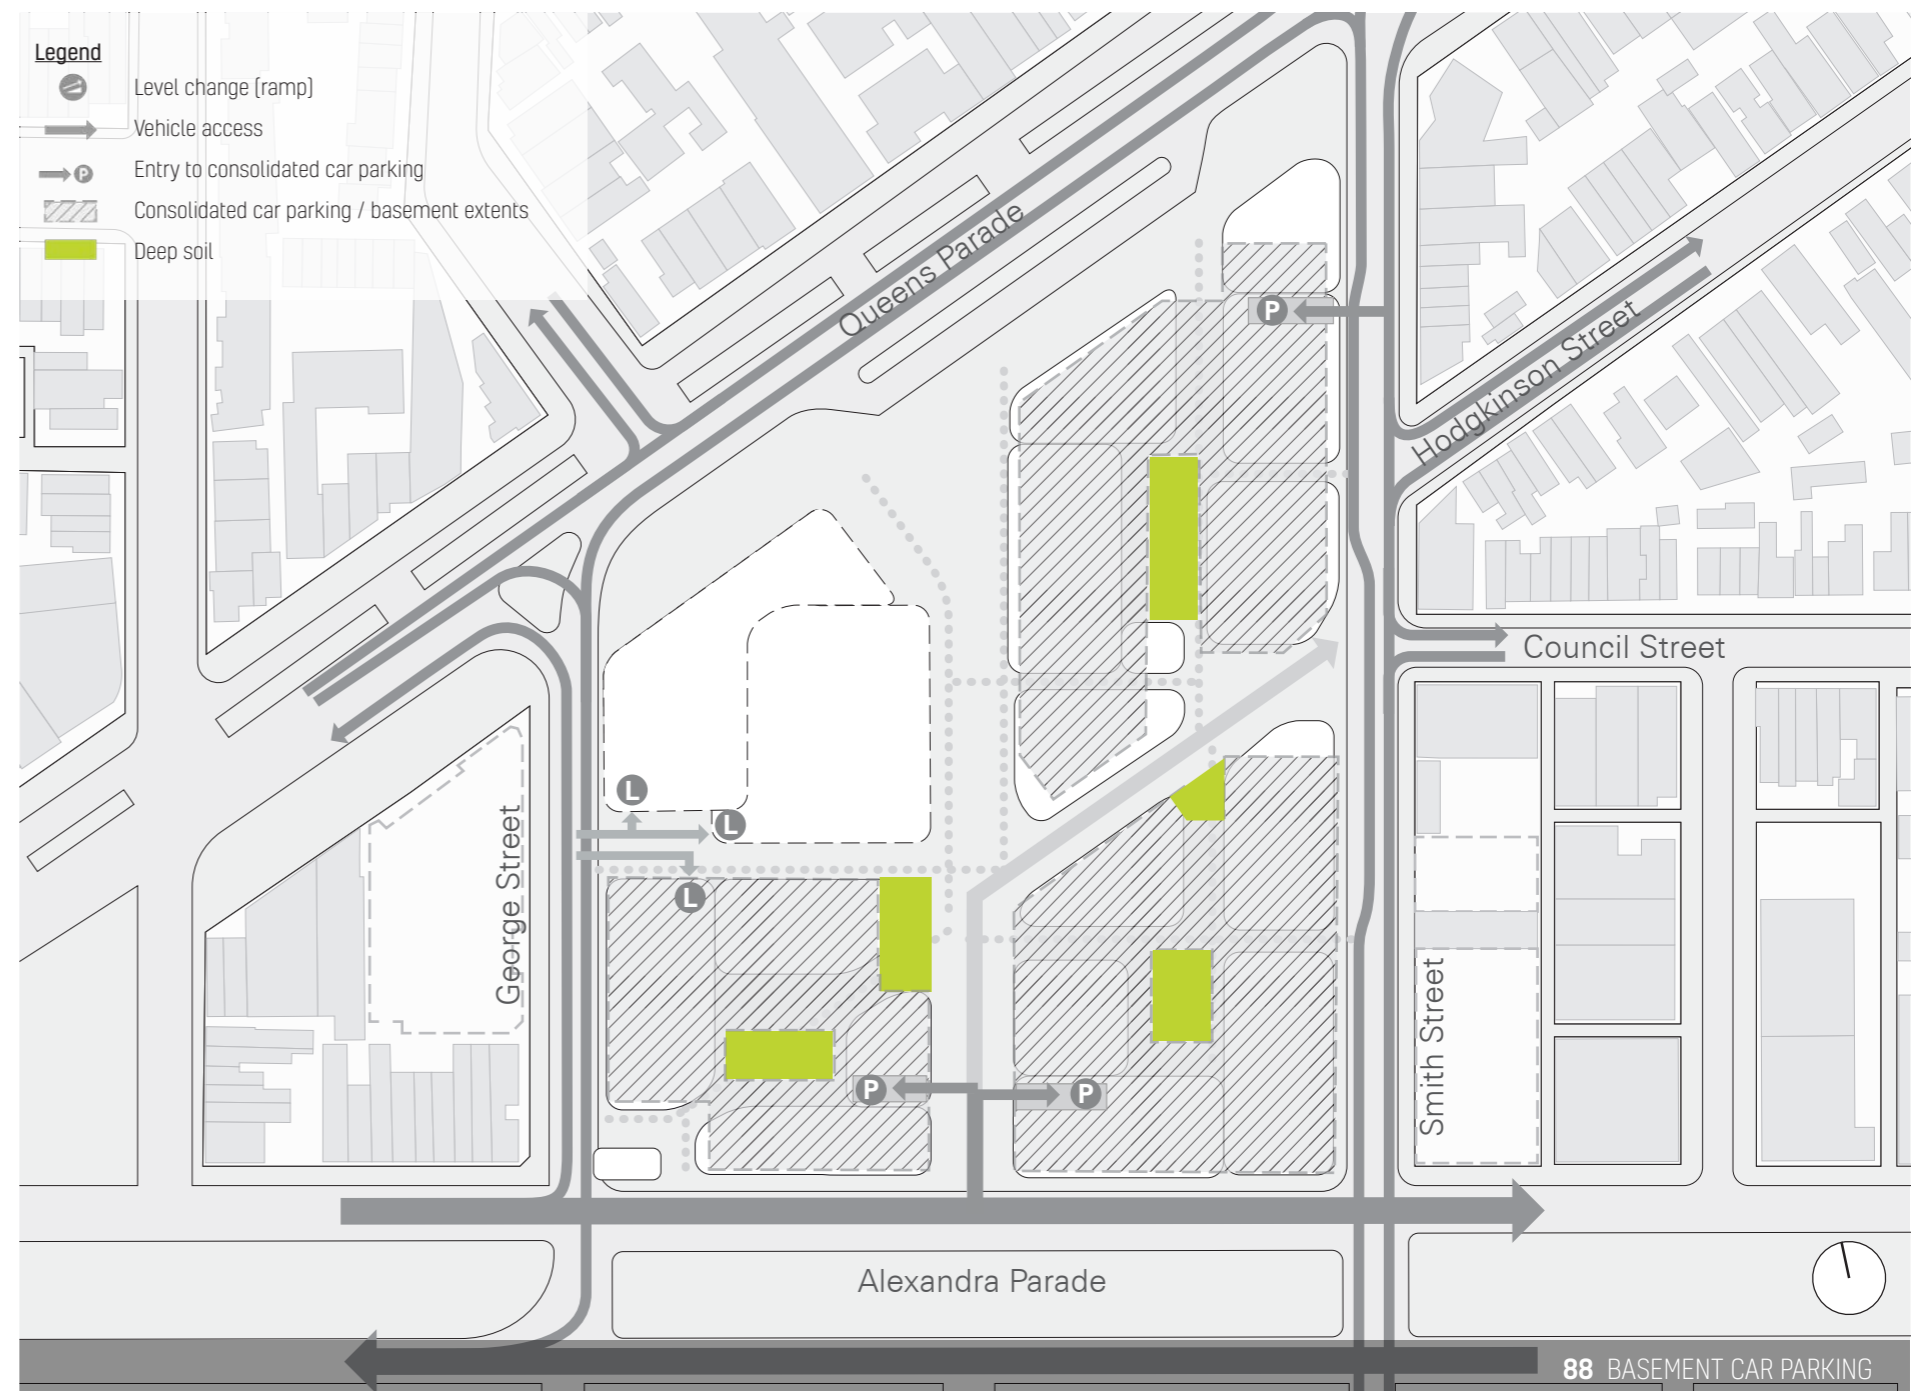 Legend
Level change [ramp]
Vehicle access
P
Entry to consolidated car parking
Consolidated car parking / basement extents
Deep soil
Queens Parade
P
Hodgkinson Street
Council Street
L
L
George Street
L
P
P
Smith Street
Alexandra Parade
88 BASEMENT CAR PARKING